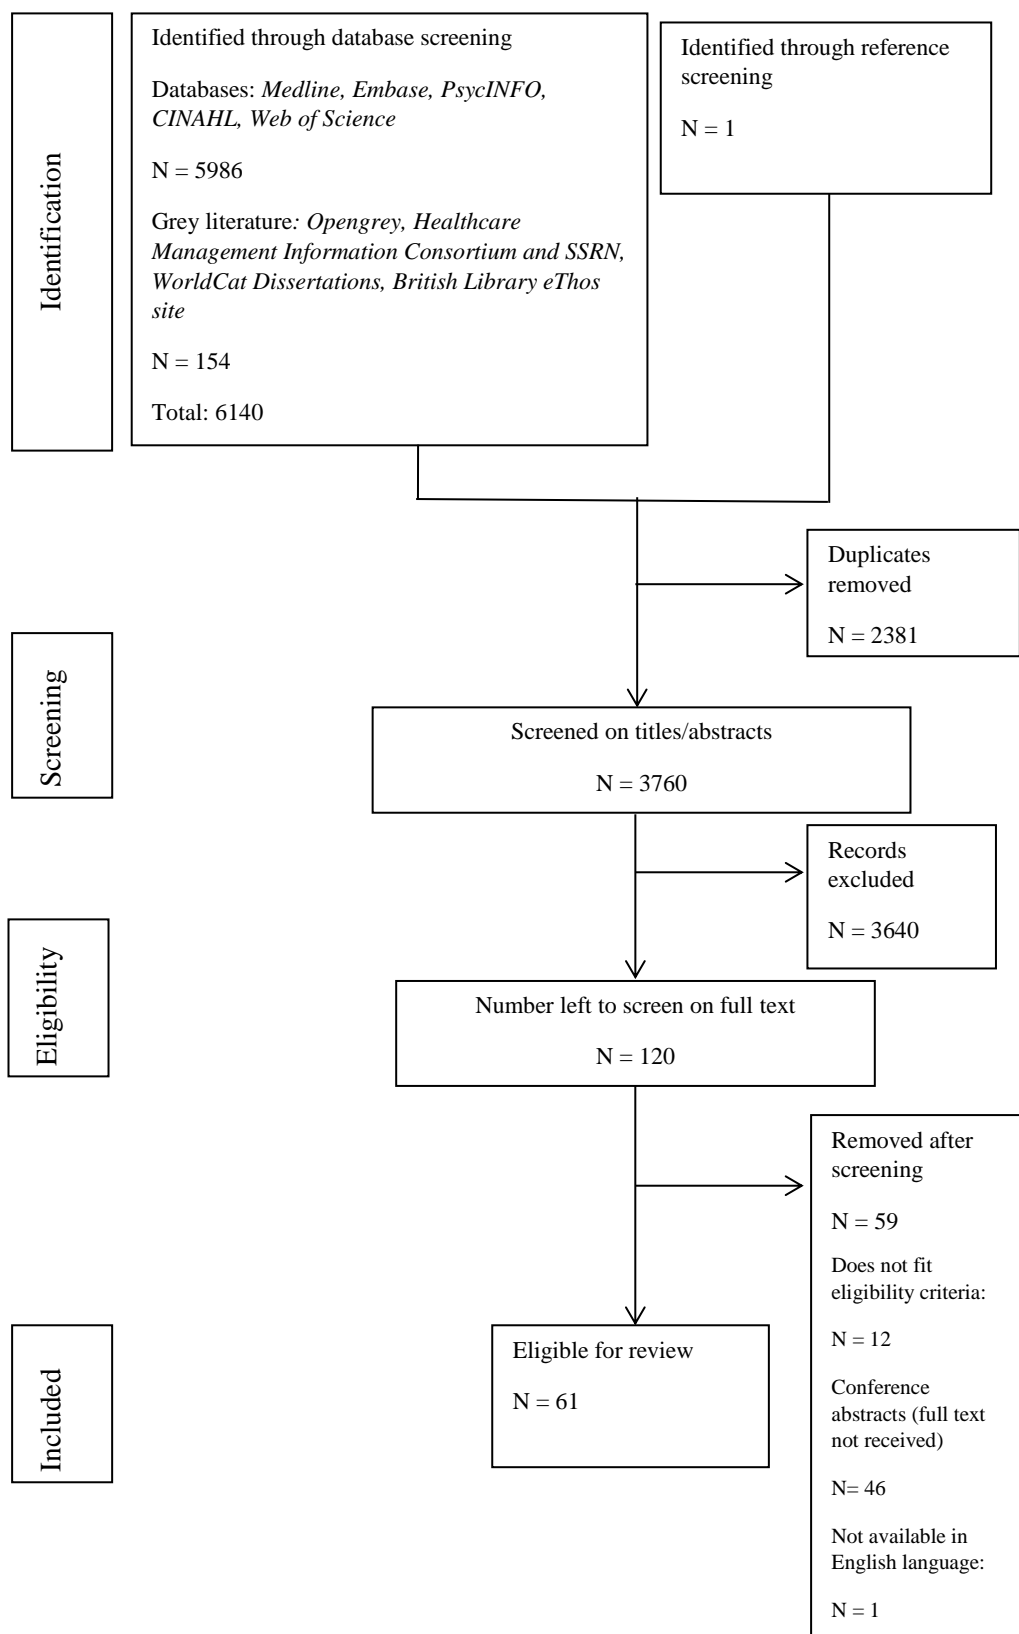 Identification
Identified through database screening
Databases: Medline, Embase, PsycINFO,
CINAHL, Web of Science
N = 5986
Grey literature: Opengrey, Healthcare
Management Information Consortium and SSRN,
WorldCat Dissertations, British Library eThos
site
N = 154
Total: 6140
Identified through reference
screening
N = 1
Duplicates
removed
N = 2381
Screening
Screened on titles/abstracts
N = 3760
Records
excluded
N = 3640
Eligibility
Number left to screen on full text
N = 120
Removed after
screening
N = 59
Does not fit
eligibility criteria:
N = 12
Conference
abstracts (full text
not received)
N= 46
Not available in
English language:
N = 1
Included
Eligible for review
N = 61